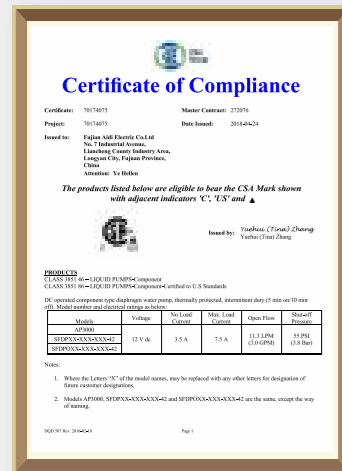 Certificate of Compliance
Certificate: 70174075 Master Contract: 272076
Project: 70174075 Date Issued: 2018-04-24
Issued to: Fujian Aidi Electric Co.Ltd
No. 7 Industrial Avenue,
Liancheng County Industry Area,
Longyan City, Fujuan Province,
China
Attention: Ye Hellen
The products listed below are eligible to bear the CSA Mark shown
with adjacent indicators 'C', 'US' and ▲
Issued by: Yuehui (Tina) Zhang
Yuehui (Tina) Zhang
PRODUCTS
CLASS 3851 46 – LIQUID PUMPS-Component
CLASS 3851 86 – LIQUID PUMPS-Component-Certified to U.S Standards
DC operated component type diaphragm water pump, thermally protected, intermittent duty (5 min on/10 min
off). Model number and electrical ratings as below:
Models Voltage No Load Current Max. Load Current Open Flow Shut-off Pressure
AP3000
SFDPXX-XXX-XXX-42 12 V dc 3.5 A 7.5 A 11.3 LPM (3.0 GPM) 55 PSI (3.8 Bar)
SFDPOXX-XXX-XXX-42
Notes:
1. Where the Letters "X" of the model names, may be replaced with any other letters for designation of
future customer designations.
2. Models AP3000, SFDPXX-XXX-XXX-42 and SFDPOXX-XXX-XXX-42 are the same, except the way
of naming.
DQD 507 Rev. Page 1